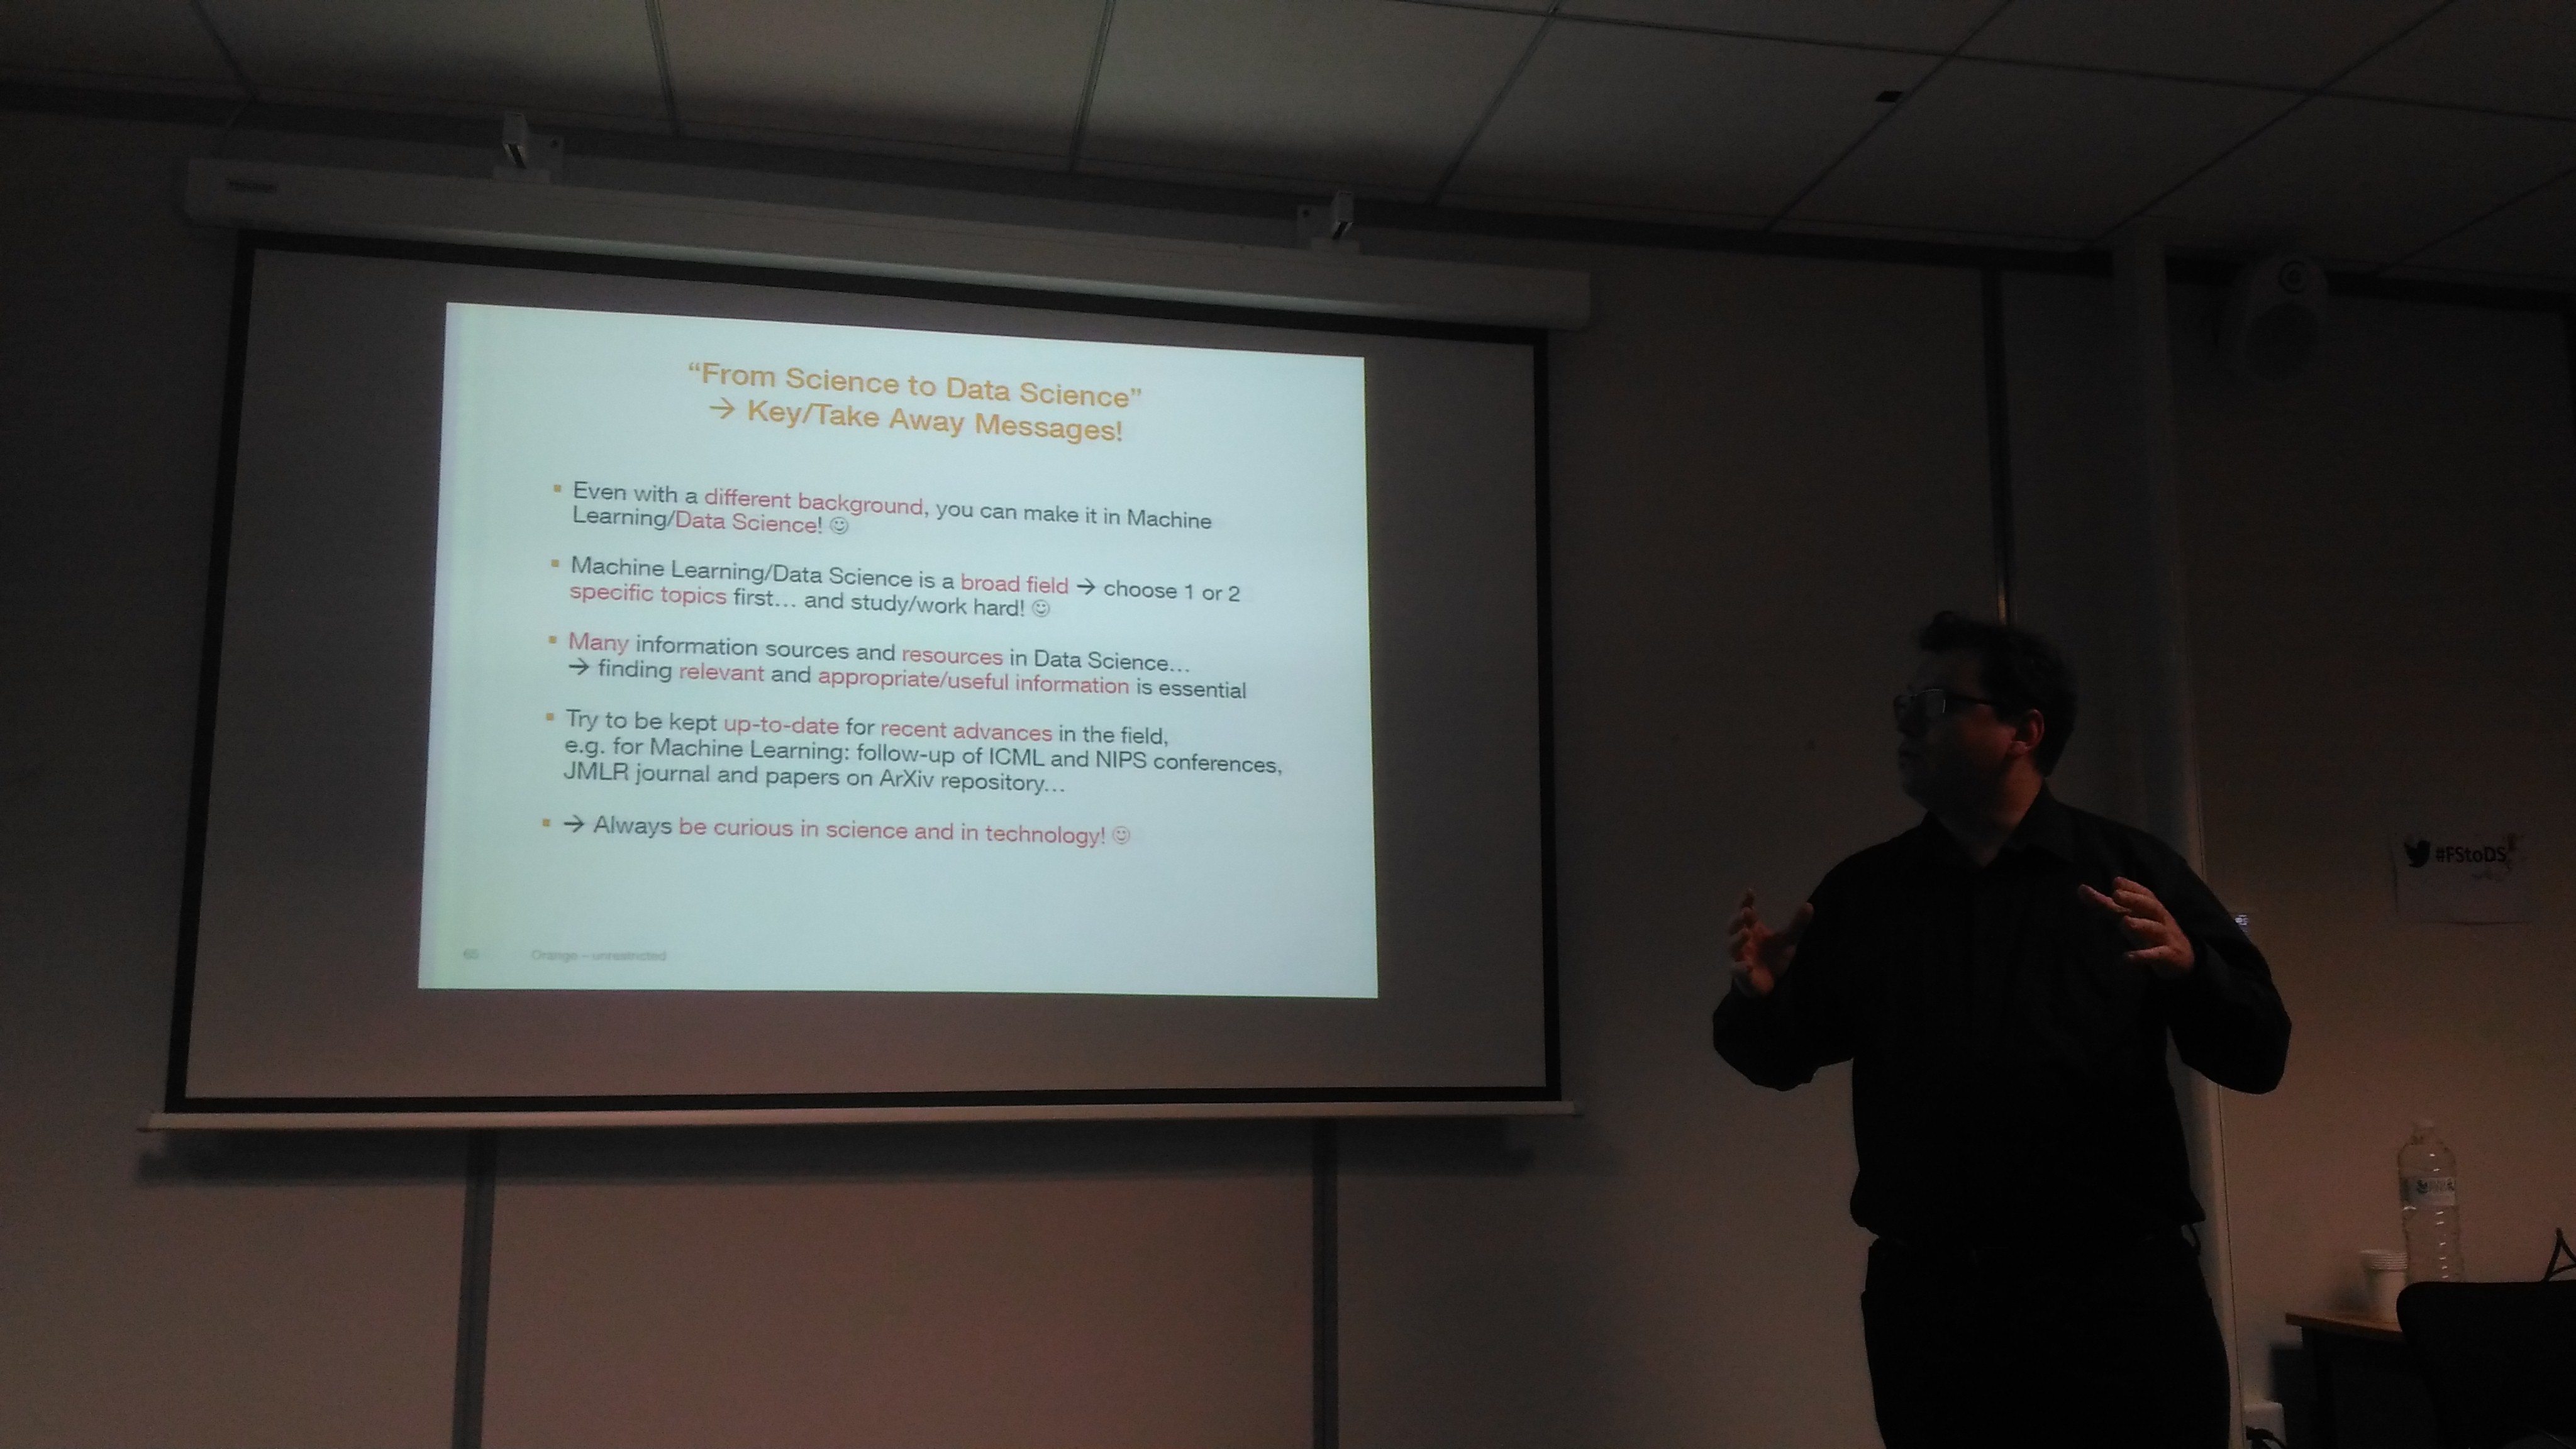 “From Science to Data Science”
→ Key/Take Away Messages!
▪ Even with a different background, you can make it in Machine
Learning/Data Science! ☺
▪ Machine Learning/Data Science is a broad field → choose 1 or 2
specific topics first… and study/work hard! ☺
▪ Many information sources and resources in Data Science…
→ finding relevant and appropriate/useful information is essential
▪ Try to be kept up-to-date for recent advances in the field,
e.g. for Machine Learning: follow-up of ICML and NIPS conferences,
JMLR journal and papers on ArXiv repository…
▪ → Always be curious in science and in technology! ☺
65 Orange – unrestricted
#FStoDS